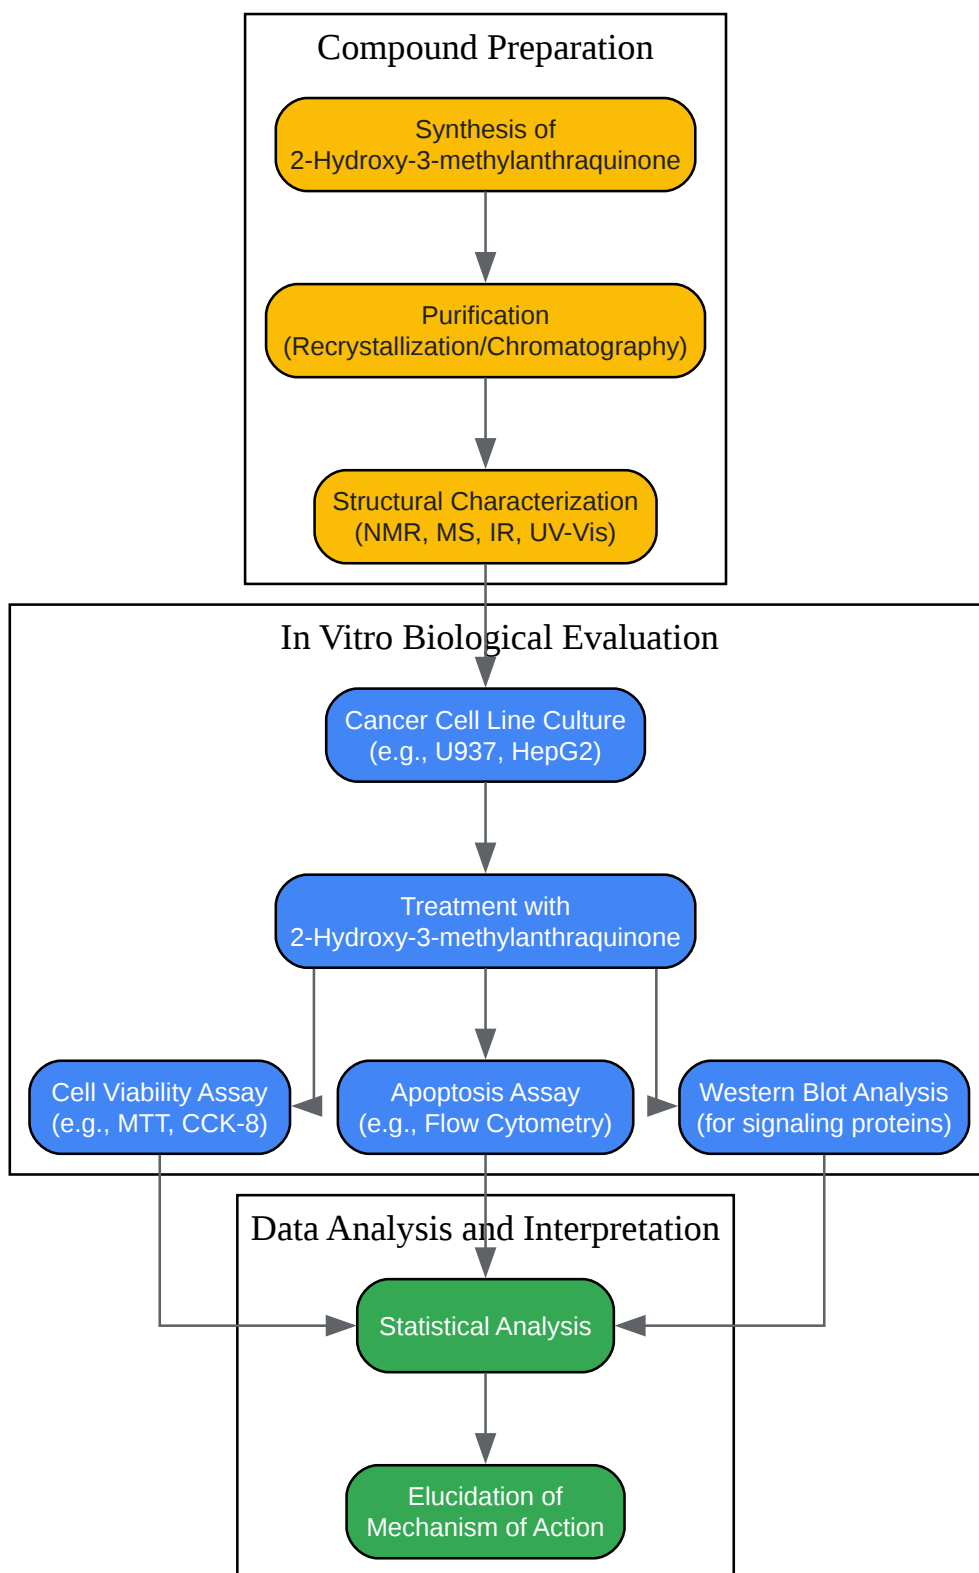 Compound Preparation
Synthesis of
2-Hydroxy-3-methylanthraquinone
Purification
(Recrystallization/Chromatography)
Structural Characterization
(NMR, MS, IR, UV-Vis)
In Vitro Biological Evaluation
Cancer Cell Line Culture
(e.g., U937, HepG2)
Treatment with
2-Hydroxy-3-methylanthraquinone
Cell Viability Assay
(e.g., MTT, CCK-8)
Apoptosis Assay
(e.g., Flow Cytometry)
Western Blot Analysis
(for signaling proteins)
Data Analysis and Interpretation
Statistical Analysis
Elucidation of
Mechanism of Action